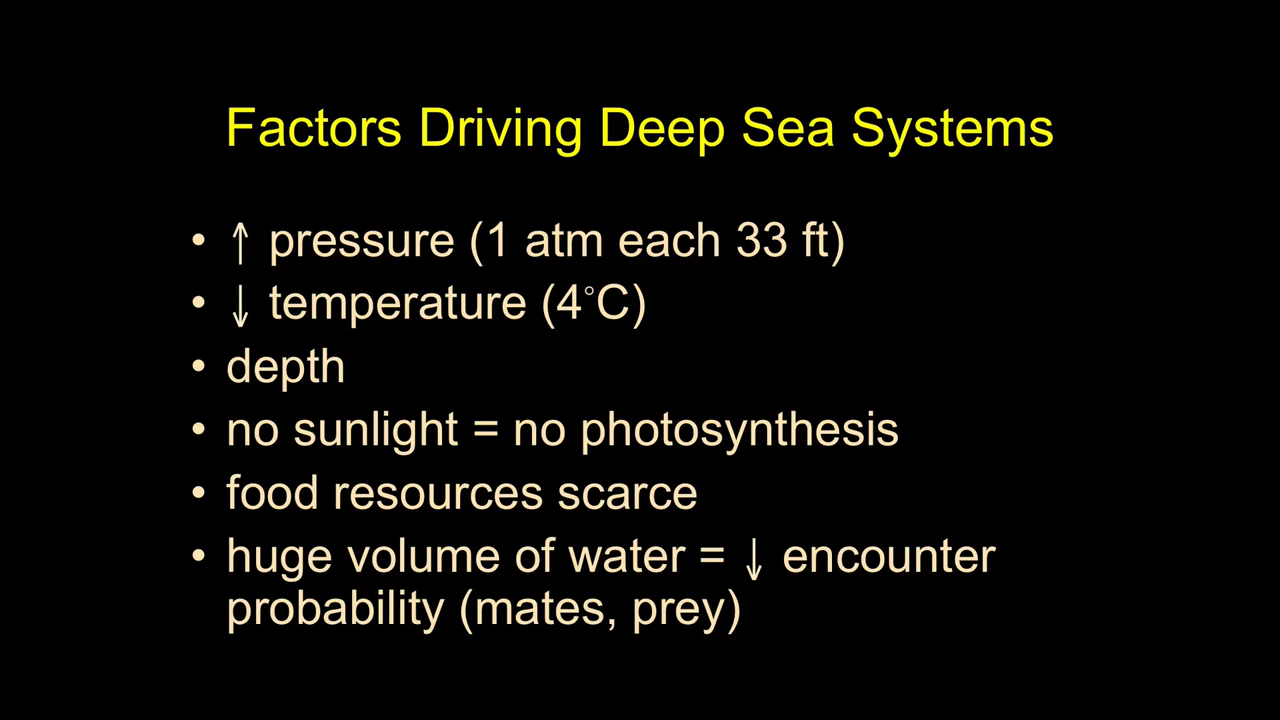 Factors Driving Deep Sea Systems
• ↑ pressure (1 atm each 33 ft)
• ↓ temperature (4°C)
• depth
• no sunlight = no photosynthesis
• food resources scarce
• huge volume of water = ↓ encounter
probability (mates, prey)